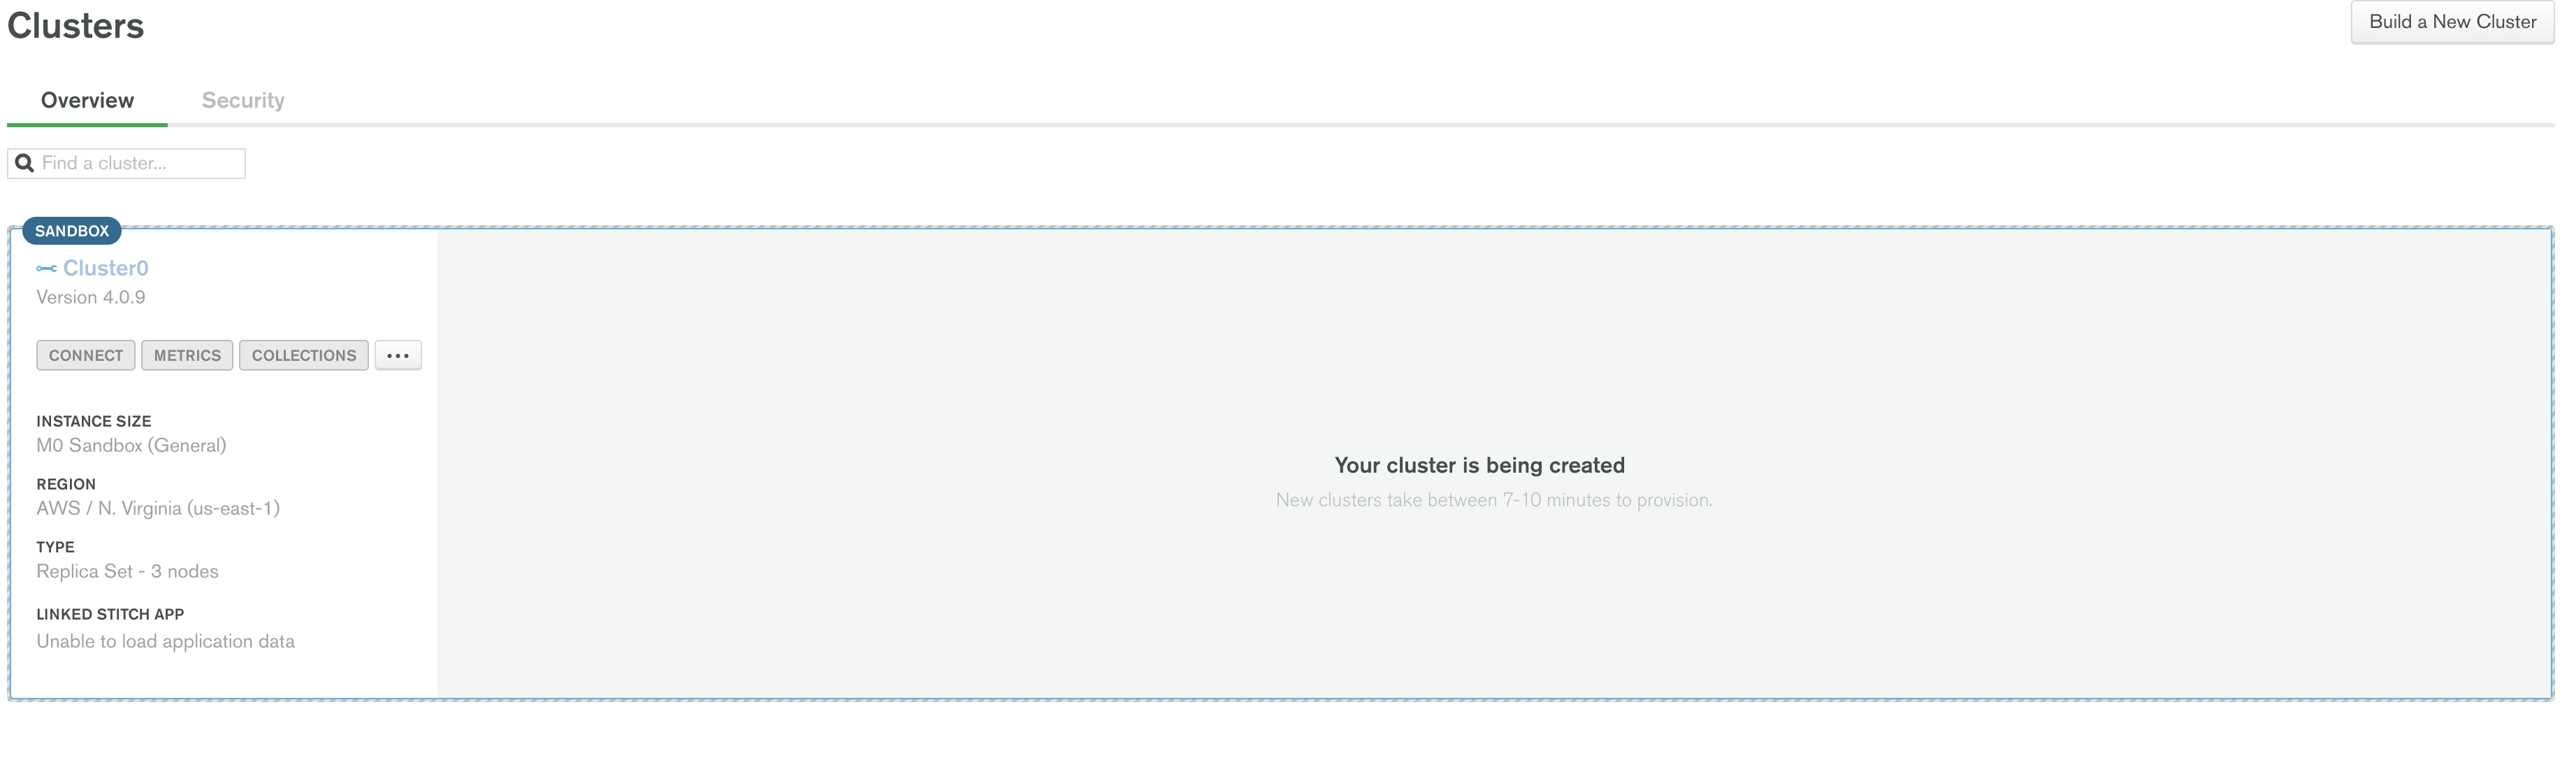 Clusters
Build a New Cluster
Overview
Security
Find a cluster...
SANDBOX
Cluster0
Version 4.0.9
CONNECT
METRICS
COLLECTIONS
...
INSTANCE SIZE
M0 Sandbox (General)
REGION
AWS / N. Virginia (us-east-1)
TYPE
Replica Set - 3 nodes
LINKED STITCH APP
Unable to load application data
Your cluster is being created
New clusters take between 7-10 minutes to provision.